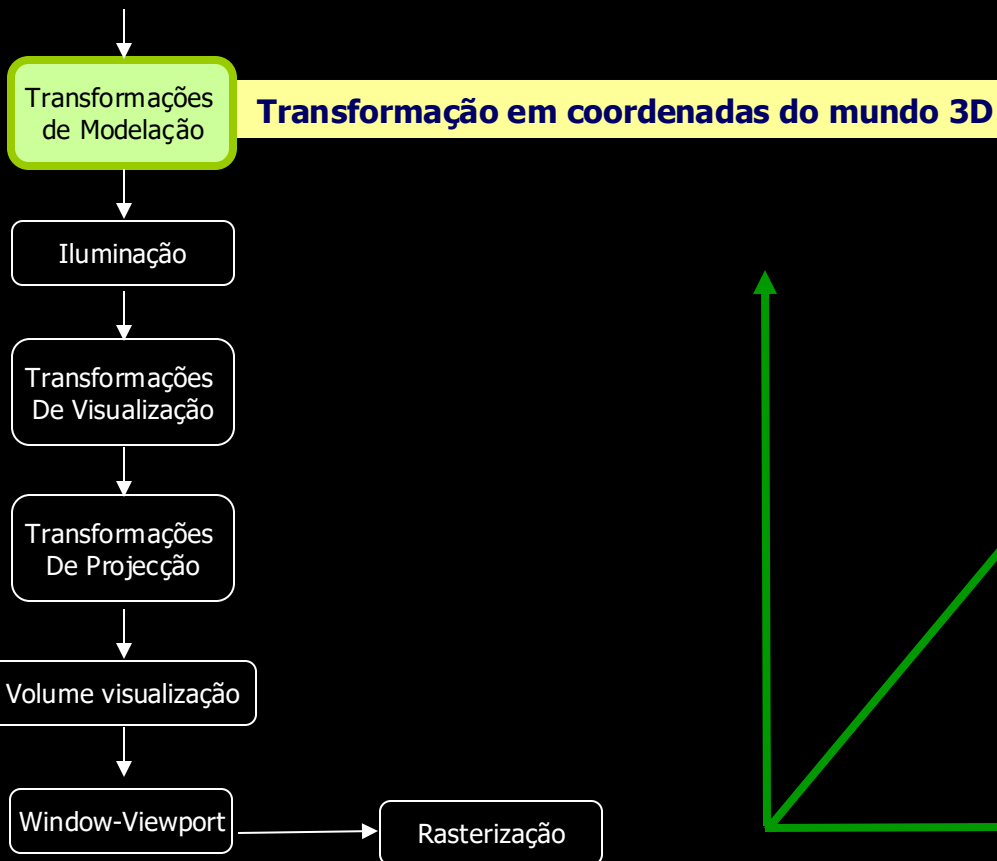 Transformações
de Modelação
Transformação em coordenadas do mundo 3D
Iluminação
Transformações
De Visualização
Transformações
De Projecção
Volume visualização
Window-Viewport
Rasterização